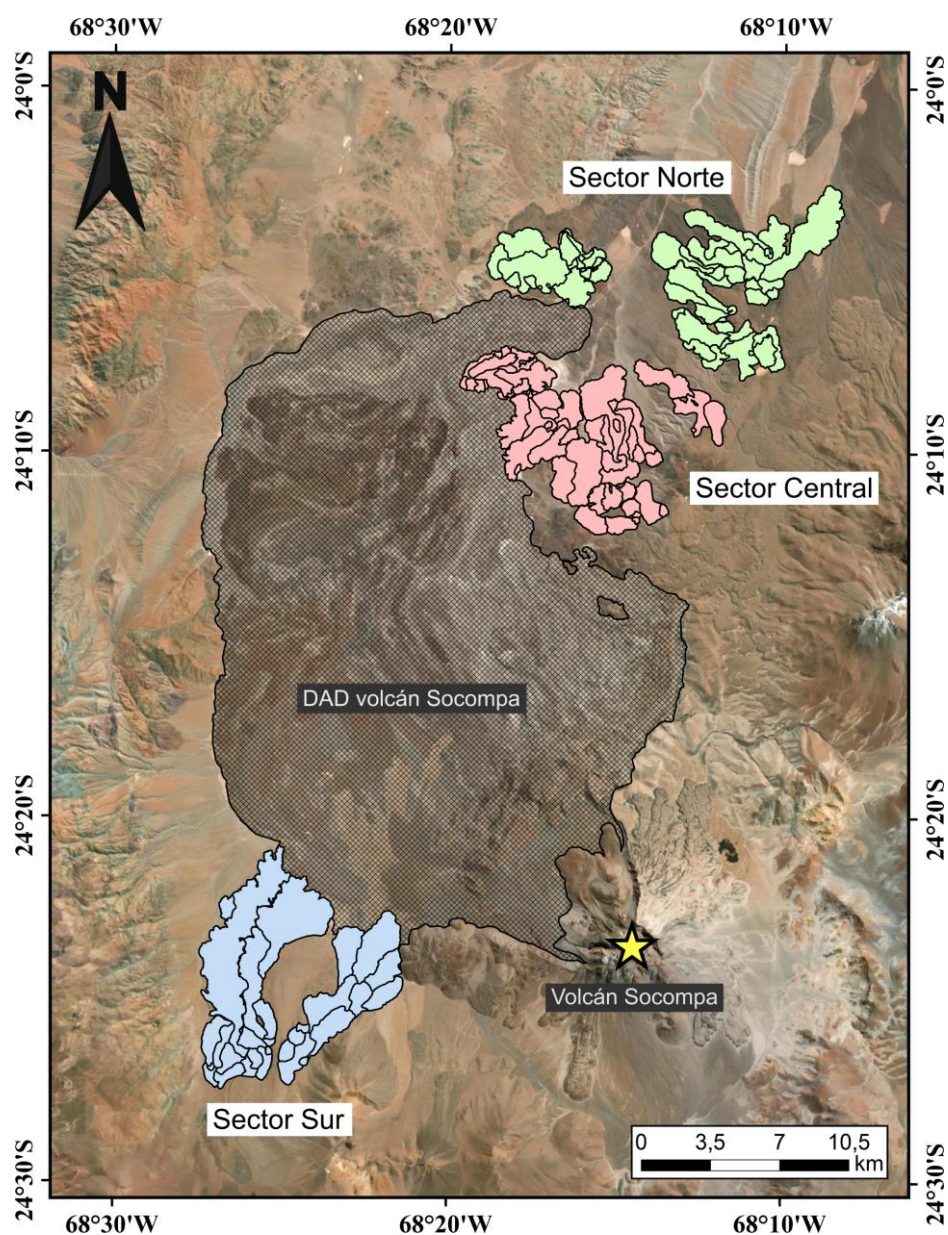 68°30'W
68°20'W
68°10'W
24°0'S
24°0'S
N
Sector Norte
24°10'S
24°10'S
Sector Central
DAD volcán Socompa
24°20'S
24°20'S
Volcán Socompa
Sector Sur
0
3,5
7
10,5
km
24°30'S
24°30'S
68°30'W
68°20'W
68°10'W